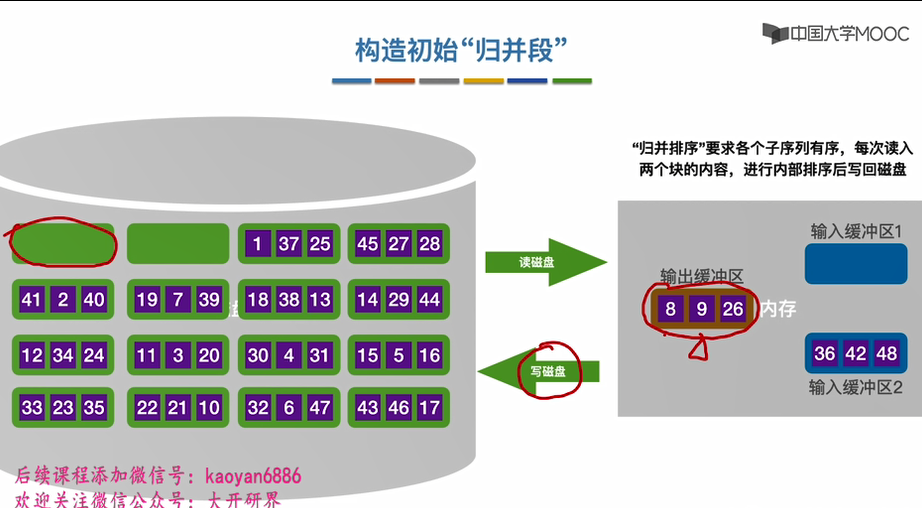 中国大学MOOC
构造初始“归并段”
“归并排序”要求各个子序列有序，每次读入
两个块的内容，进行内部排序后写回磁盘
1 37 25 45 27 28
41 2 40 19 7 39 18 38 13 14 29 44
12 34 24 11 3 20 30 4 31 15 5 16
33 23 35 22 21 10 32 6 47 43 46 17
读磁盘
写磁盘
输入缓冲区1
输出缓冲区
8 9 26
内存
36 42 48
输入缓冲区2
后续课程添加微信号：kaoyan6886
欢迎关注微信公众号：大开研界